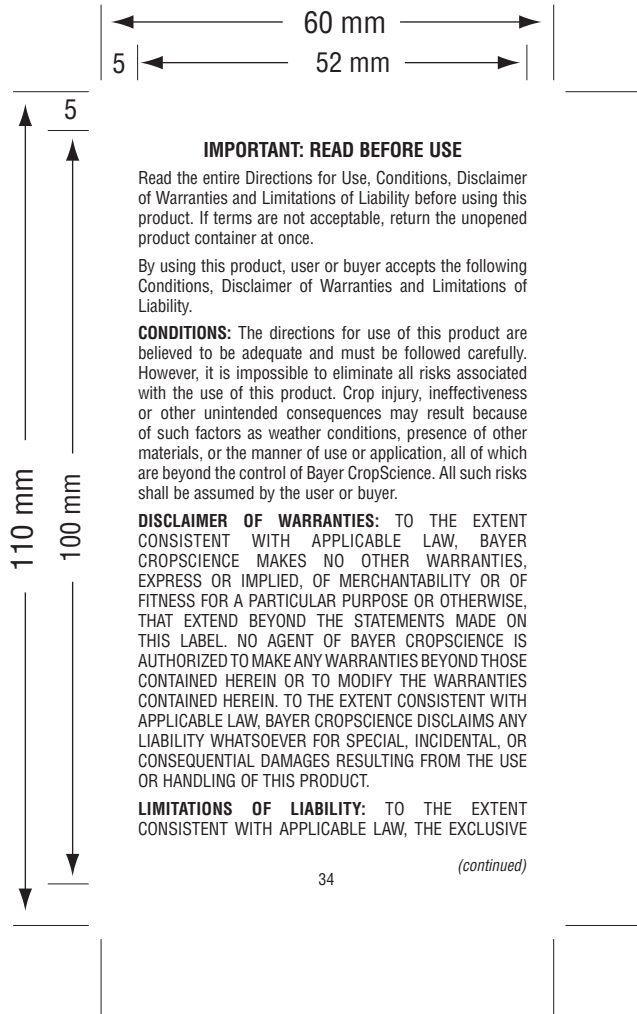 60 mm
5 52 mm
5
110 mm
100 mm
IMPORTANT: READ BEFORE USE
Read the entire Directions for Use, Conditions, Disclaimer
of Warranties and Limitations of Liability before using this
product. If terms are not acceptable, return the unopened
product container at once.
By using this product, user or buyer accepts the following
Conditions, Disclaimer of Warranties and Limitations of
Liability.
CONDITIONS: The directions for use of this product are
believed to be adequate and must be followed carefully.
However, it is impossible to eliminate all risks associated
with the use of this product. Crop injury, ineffectiveness
or other unintended consequences may result because
of such factors as weather conditions, presence of other
materials, or the manner of use or application, all of which
are beyond the control of Bayer CropScience. All such risks
shall be assumed by the user or buyer.
DISCLAIMER OF WARRANTIES: TO THE EXTENT
CONSISTENT WITH APPLICABLE LAW, BAYER
CROPSCIENCE MAKES NO OTHER WARRANTIES,
EXPRESS OR IMPLIED, OF MERCHANTABILITY OR OF
FITNESS FOR A PARTICULAR PURPOSE OR OTHERWISE,
THAT EXTEND BEYOND THE STATEMENTS MADE ON
THIS LABEL. NO AGENT OF BAYER CROPSCIENCE IS
AUTHORIZED TO MAKE ANY WARRANTIES BEYOND THOSE
CONTAINED HEREIN OR TO MODIFY THE WARRANTIES
CONTAINED HEREIN. TO THE EXTENT CONSISTENT WITH
APPLICABLE LAW, BAYER CROPSCIENCE DISCLAIMS ANY
LIABILITY WHATSOEVER FOR SPECIAL, INCIDENTAL, OR
CONSEQUENTIAL DAMAGES RESULTING FROM THE USE
OR HANDLING OF THIS PRODUCT.
LIMITATIONS OF LIABILITY: TO THE EXTENT
CONSISTENT WITH APPLICABLE LAW, THE EXCLUSIVE
(continued)
34